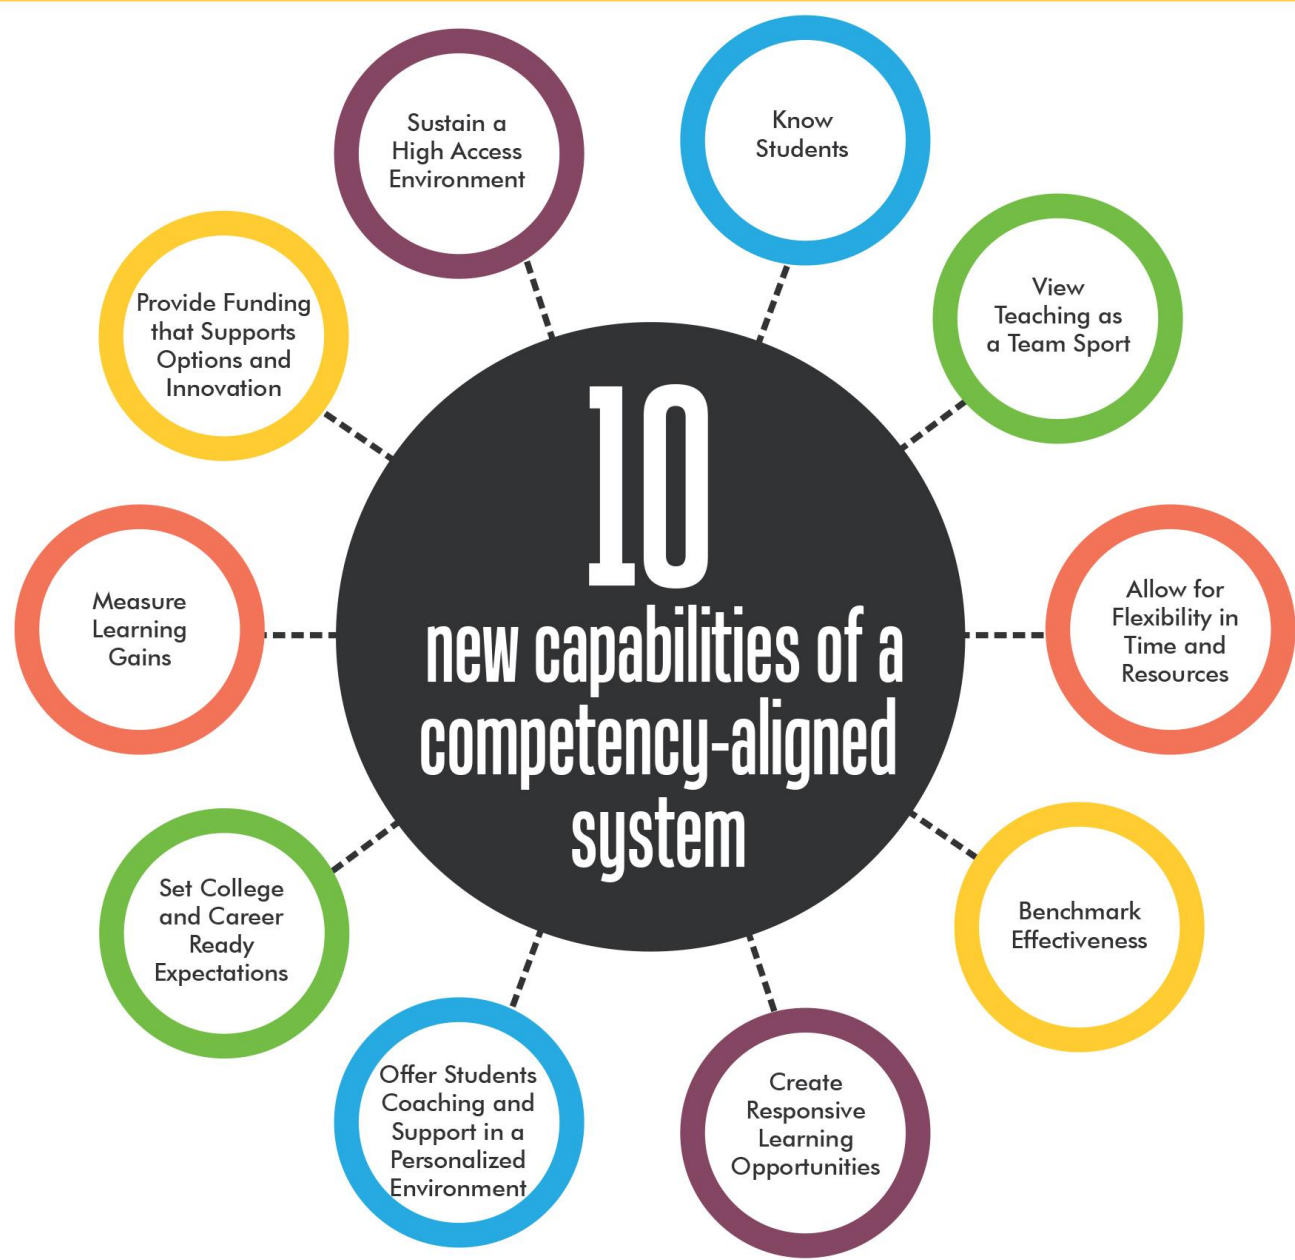 10
new capabilities of a
competency-aligned
system
Know
Students
View
Teaching as
a Team Sport
Allow for
Flexibility in
Time and
Resources
Benchmark
Effectiveness
Create
Responsive
Learning
Opportunities
Offer Students
Coaching and
Support in a
Personalized
Environment
Set College
and Career
Ready
Expectations
Measure
Learning
Gains
Provide Funding
that Supports
Options and
Innovation
Sustain a
High Access
Environment